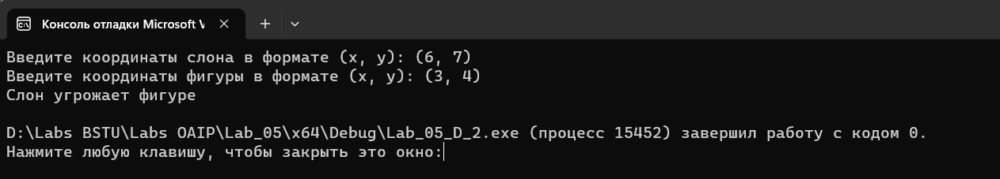 Консоль отладки Microsoft V
Введите координаты слона в формате (x, y): (6, 7)
Введите координаты фигуры в формате (x, y): (3, 4)
Слон угрожает фигуре
D:\Labs BSTU\Labs OAIP\Lab_05\x64\Debug\Lab_05_D_2.exe (процесс 15452) завершил работу с кодом 0.
Нажмите любую клавишу, чтобы закрыть это окно: